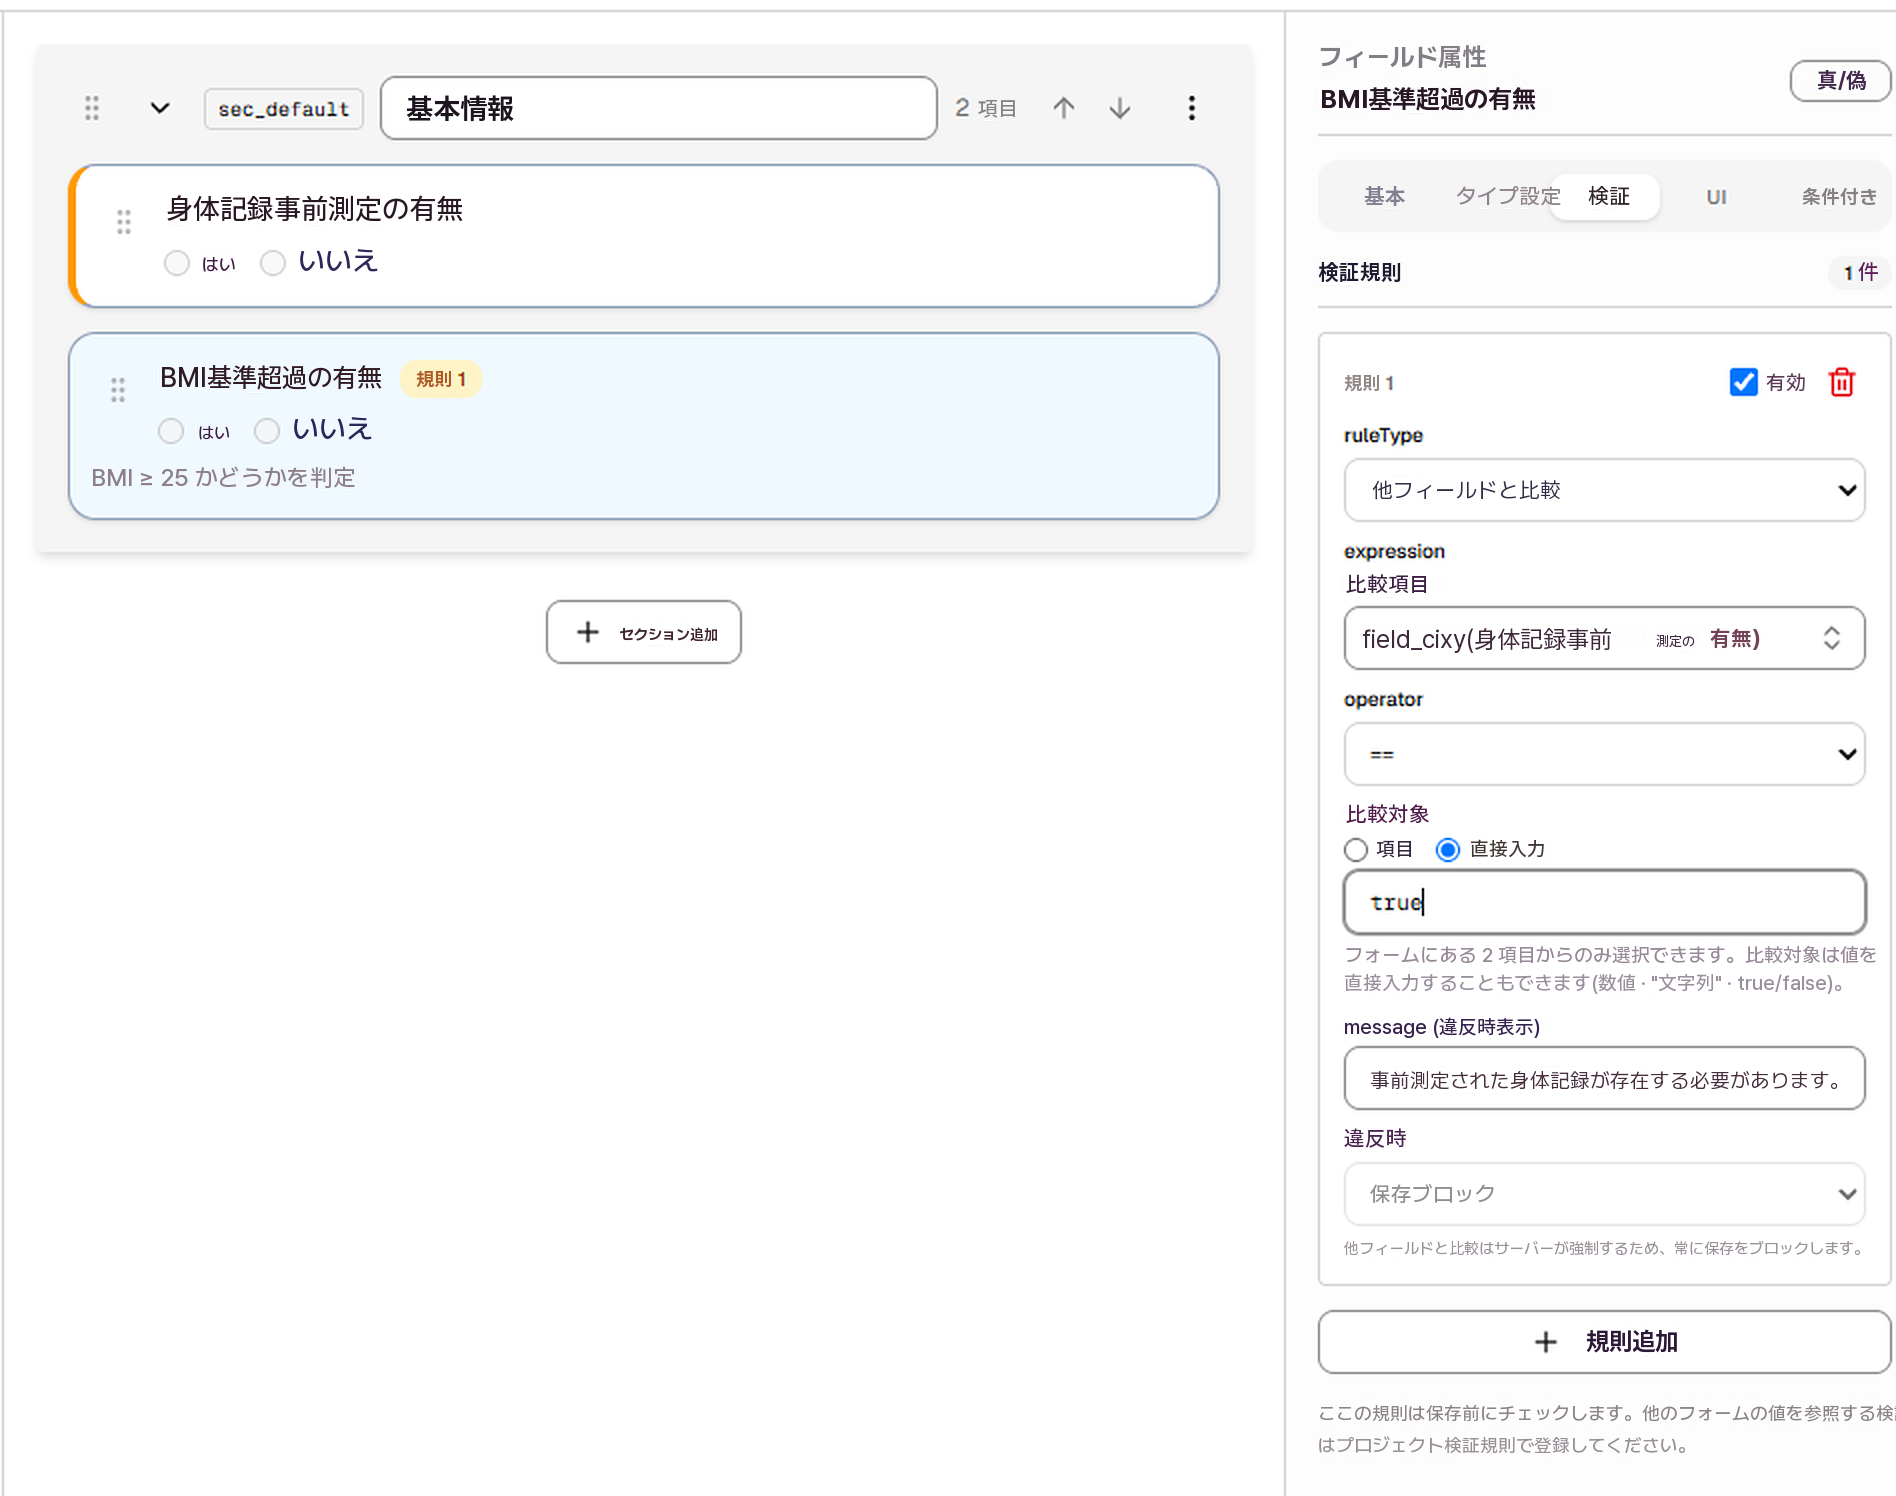 sec_default
基本情報
2 項目
身体記録事前測定の有無
はい いいえ
BMI基準超過の有無 規則 1
はい いいえ
BMI ≥ 25 かどうかを判定
セクション追加
フィールド属性
BMI基準超過の有無
真/偽
基本 タイプ設定 検証 UI 条件付き
検証規則 1 件
規則 1 有効
ruleType
他フィールドと比較
expression
比較項目
field_cixy(身体記録事前 測定の 有無)
operator
==
比較対象
項目 直接入力
true
フォームにある 2 項目からのみ選択できます。比較対象は値を
直接入力することもできます(数値 · "文字列" · true/false)。
message (違反時表示)
事前測定された身体記録が存在する必要があります。
違反時
保存ブロック
他フィールドと比較はサーバーが強制するため、常に保存をブロックします。
規則追加
ここの規則は保存前にチェックします。他のフォームの値を参照する検
はプロジェクト検証規則で登録してください。